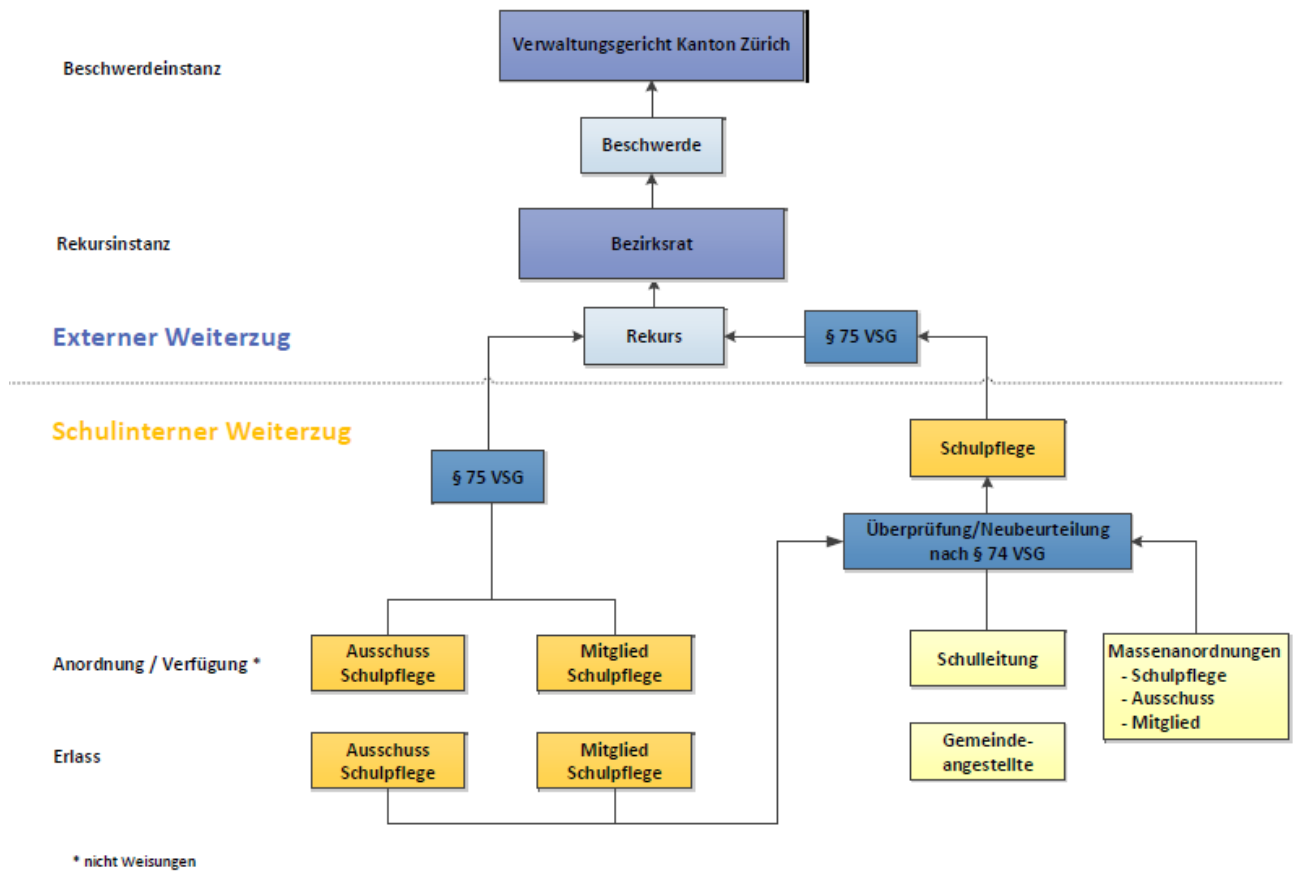 Verwaltungsgericht Kanton Zürich
Beschwerdeinstanz
Beschwerde
Rekursinstanz
Bezirksrat
Externer Weiterzug
Rekurs
§ 75 VSG
Schulinterner Weiterzug
Schulpflege
§ 75 VSG
Überprüfung/Neubeurteilung
nach § 74 VSG
Anordnung / Verfügung *
Ausschuss
Schulpflege
Mitglied
Schulpflege
Schulleitung
Massenanordnungen
- Schulpflege
- Ausschuss
- Mitglied
Erlass
Ausschuss
Schulpflege
Mitglied
Schulpflege
Gemeinde-
angestellte
* nicht Weisungen